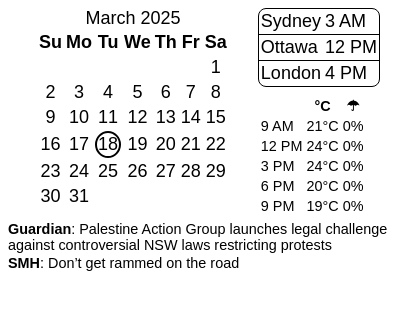 March 2025
Su Mo Tu We Th Fr Sa
1
2 3 4 5 6 7 8
9 10 11 12 13 14 15
16 17 18 19 20 21 22
23 24 25 26 27 28 29
30 31
Sydney 3 AM
Ottawa 12 PM
London 4 PM
°C ☂
9 AM 21°C 0%
12 PM 24°C 0%
3 PM 24°C 0%
6 PM 20°C 0%
9 PM 19°C 0%
Guardian: Palestine Action Group launches legal challenge
against controversial NSW laws restricting protests
SMH: Don’t get rammed on the road